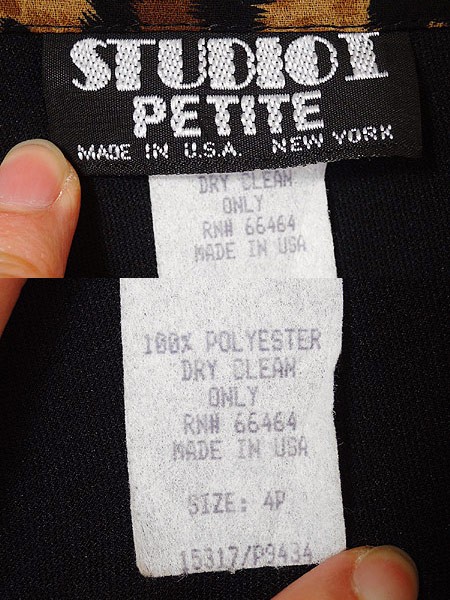 STUDIO I
PETITE
MADE IN U.S.A. NEW YORK
DRY CLEAN
ONLY
RN# 66464
MADE IN USA
100% POLYESTER
DRY CLEAN
ONLY
RN# 66464
MADE IN USA
SIZE: 4P
15317/P9434